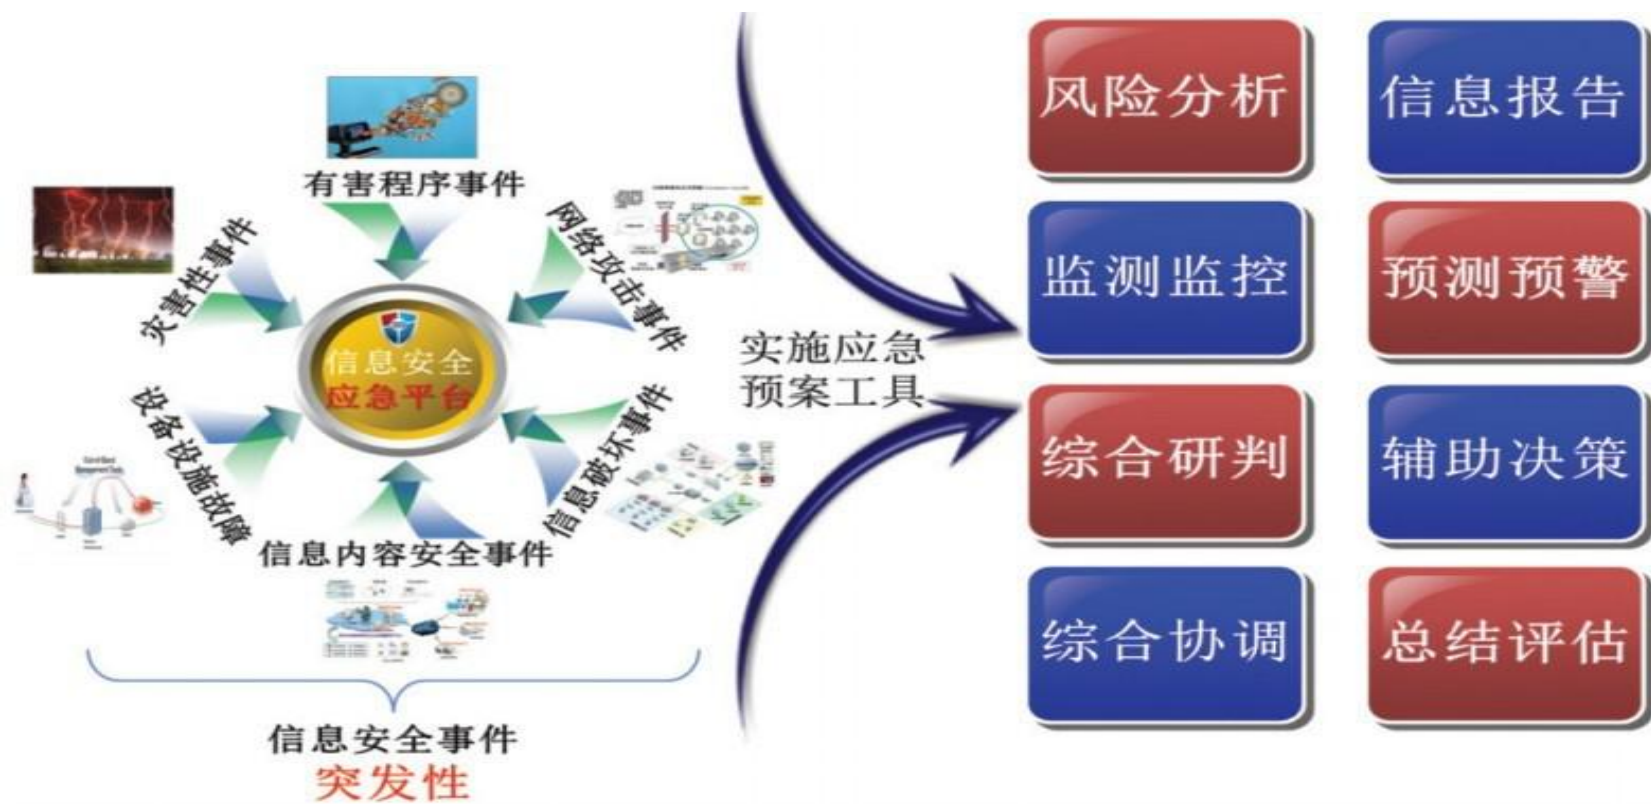 有害程序事件
网络攻击事件
灾害性事件
信息安全
应急平台
设备设施故障
信息破坏事件
信息内容安全事件
信息安全事件
突发性
实施应急
预案工具
风险分析
信息报告
监测监控
预测预警
综合研判
辅助决策
综合协调
总结评估